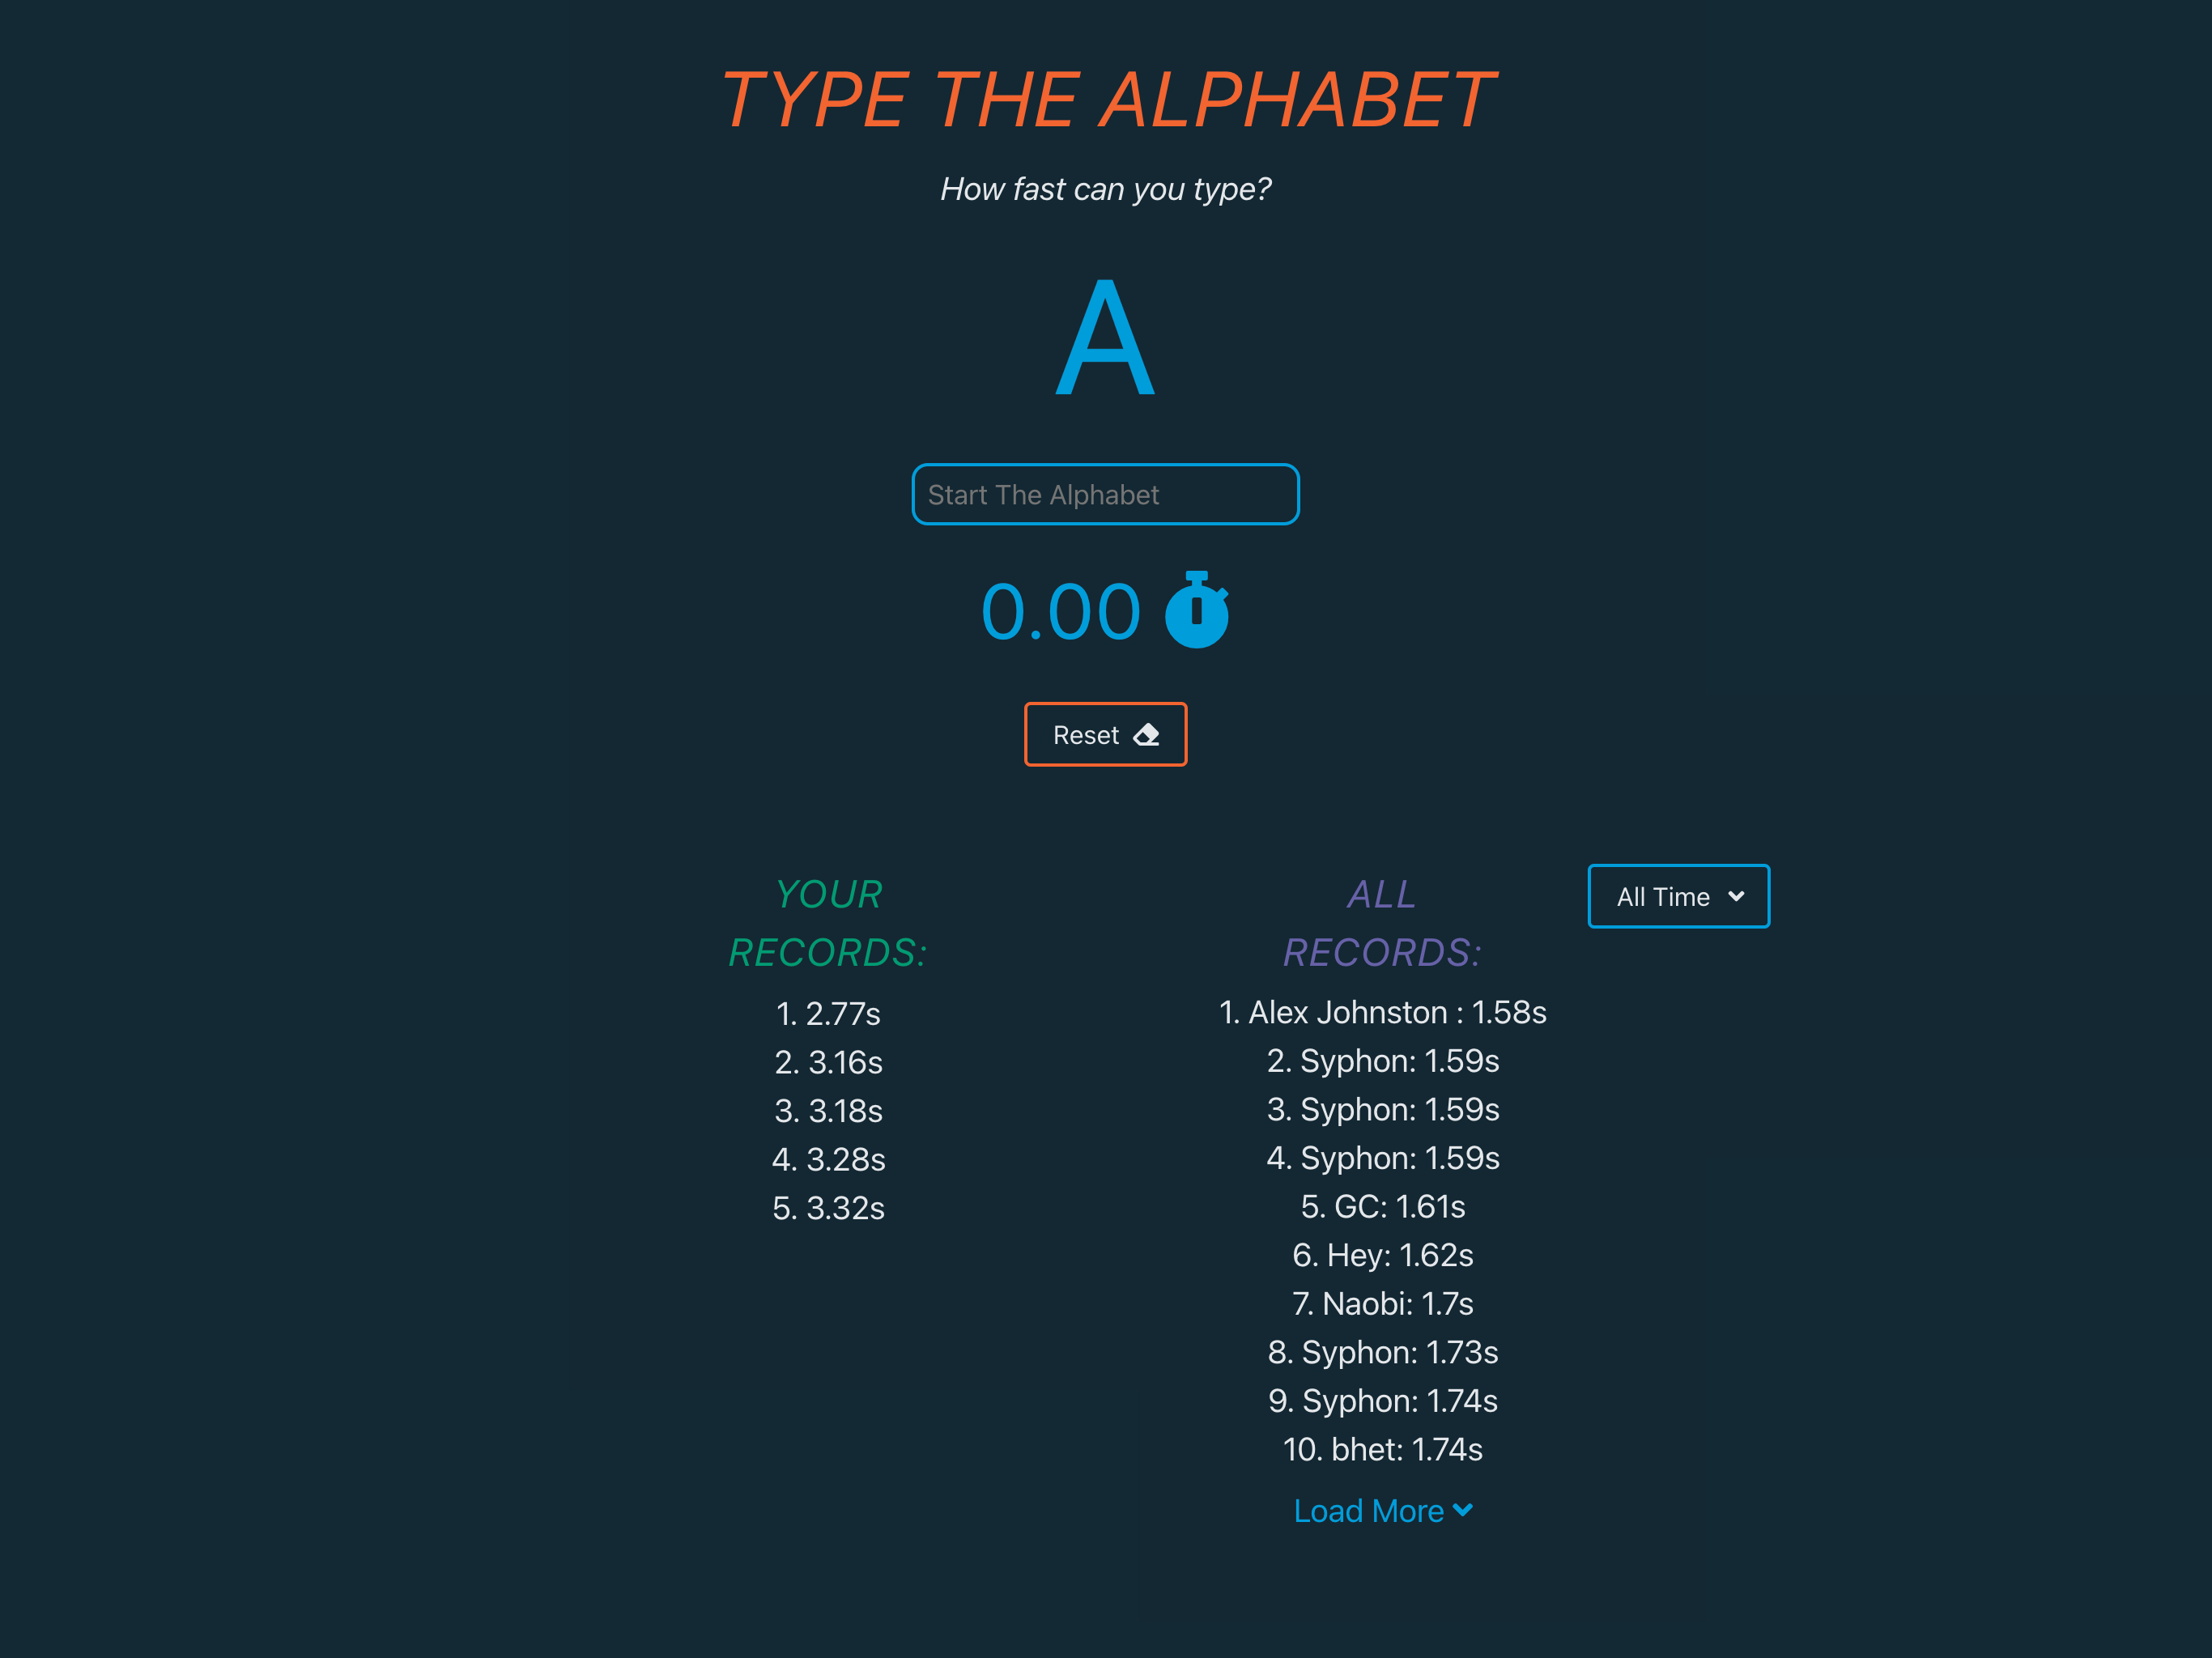 TYPE THE ALPHABET
How fast can you type?
A
Start The Alphabet
0.00
Reset
YOUR
RECORDS:
1. 2.77s
2. 3.16s
3. 3.18s
4. 3.28s
5. 3.32s
ALL
RECORDS:
All Time
1. Alex Johnston : 1.58s
2. Syphon: 1.59s
3. Syphon: 1.59s
4. Syphon: 1.59s
5. GC: 1.61s
6. Hey: 1.62s
7. Naobi: 1.7s
8. Syphon: 1.73s
9. Syphon: 1.74s
10. bhet: 1.74s
Load More